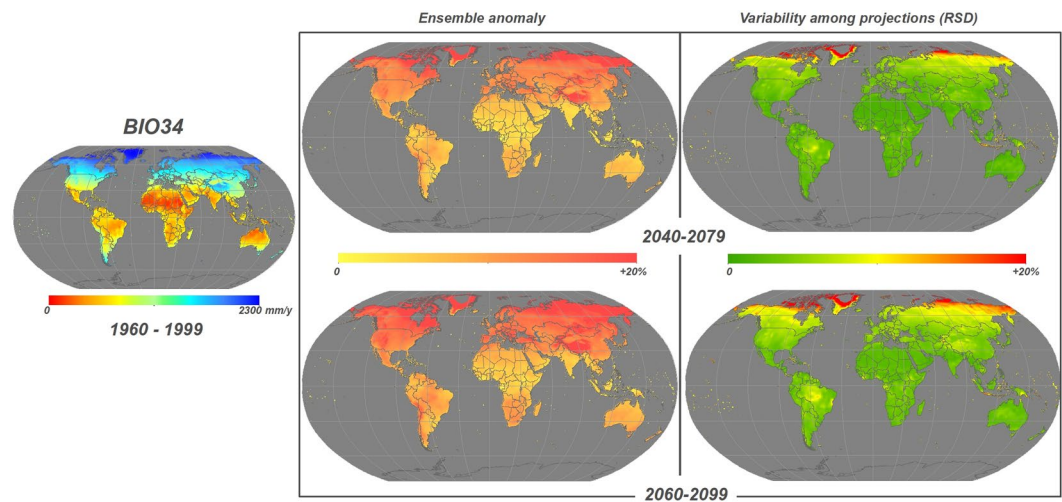 Ensemble anomaly
Variability among projections (RSD)
BIO34
0 2300 mm/y
1960 - 1999
2040-2079
0 +20%
0 +20%
2060-2099